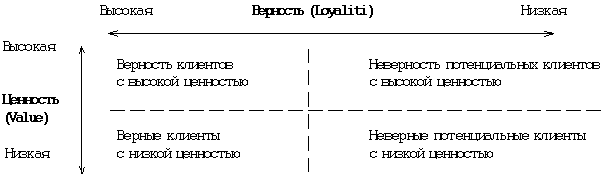 Высокая Верность (Loyaliti) Низкая
Высокая
Верность клиентов
с высокой ценностью
Неверность потенциальных клиентов
с высокой ценностью
Ценность
(Value)
Верные клиенты
с низкой ценностью
Неверные потенциальные клиенты
с низкой ценностью
Низкая